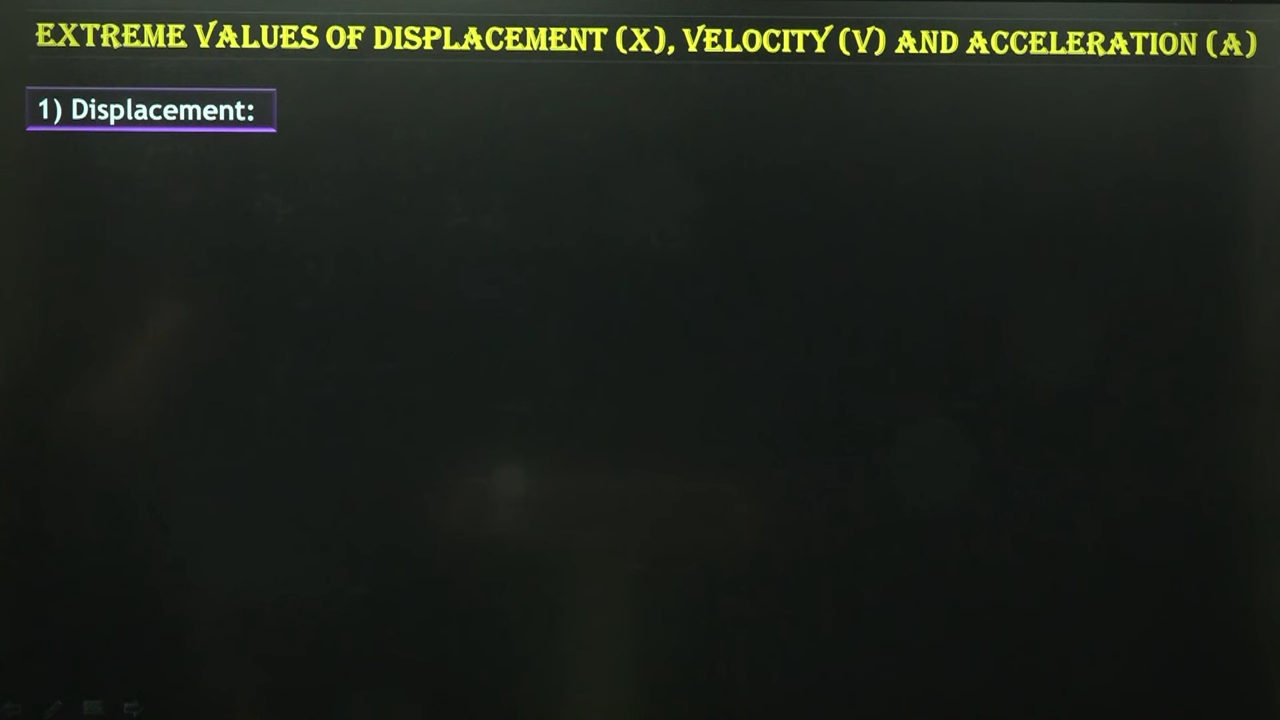 EXTREME VALUES OF DISPLACEMENT (X), VELOCITY (V) AND ACCELERATION (A)
1) Displacement: